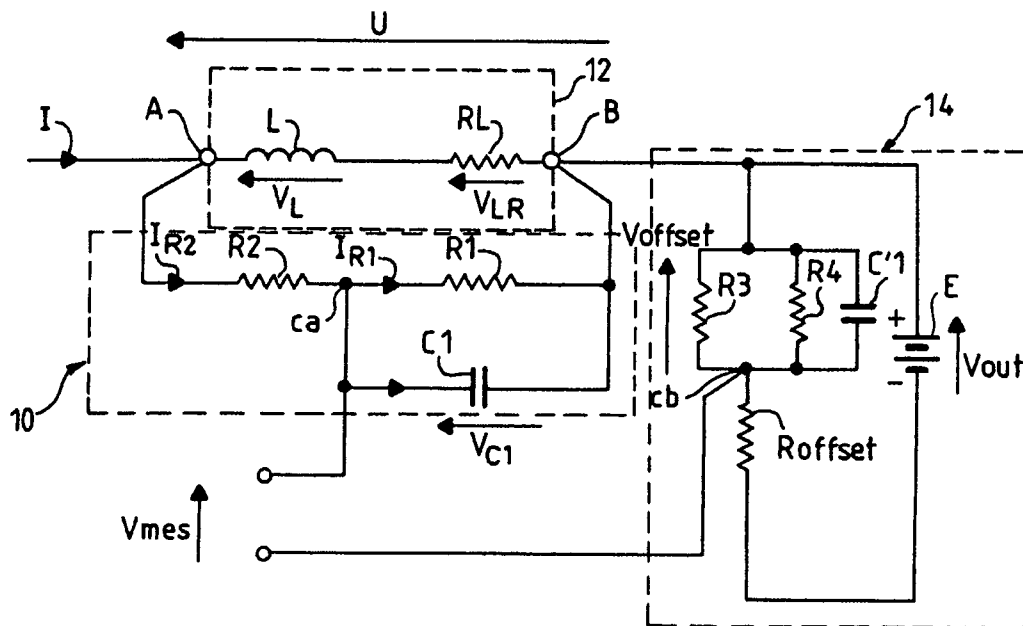 U
12
A
B
I
L
RL
14
VL
VLR
IR2
R2
IR1
R1
Voffset
R3
R4
C'1
E
ca
+
C1
Vout
-
10
cb
VC1
Roffset
Vmes